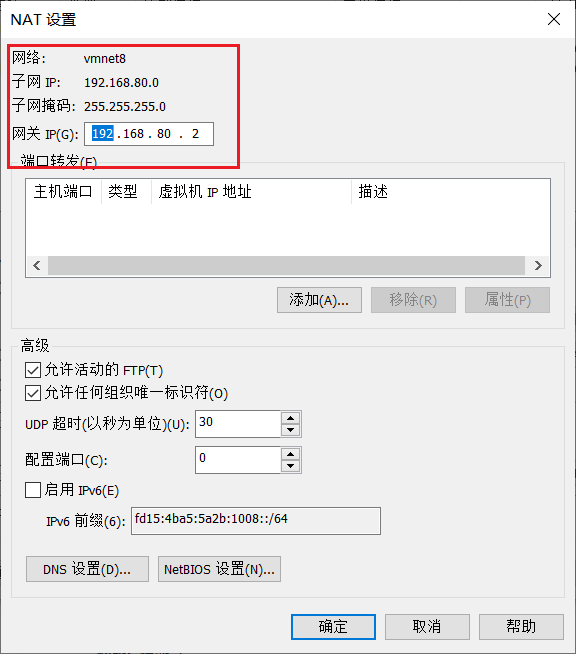 NAT 设置
网络: vmnet8
子网 IP: 192.168.80.0
子网掩码: 255.255.255.0
网关 IP(G): 192 . 168 . 80 . 2
端口转发(F)
主机端口 类型 虚拟机 IP 地址 描述
添加(A)... 移除(R) 属性(P)
高级
允许活动的 FTP(T)
允许任何组织唯一标识符(O)
UDP 超时(以秒为单位)(U): 30
配置端口(C): 0
启用 IPv6(E)
IPv6 前缀(6): fd15:4ba5:5a2b:1008::/64
DNS 设置(D)... NetBIOS 设置(N)...
确定 取消 帮助